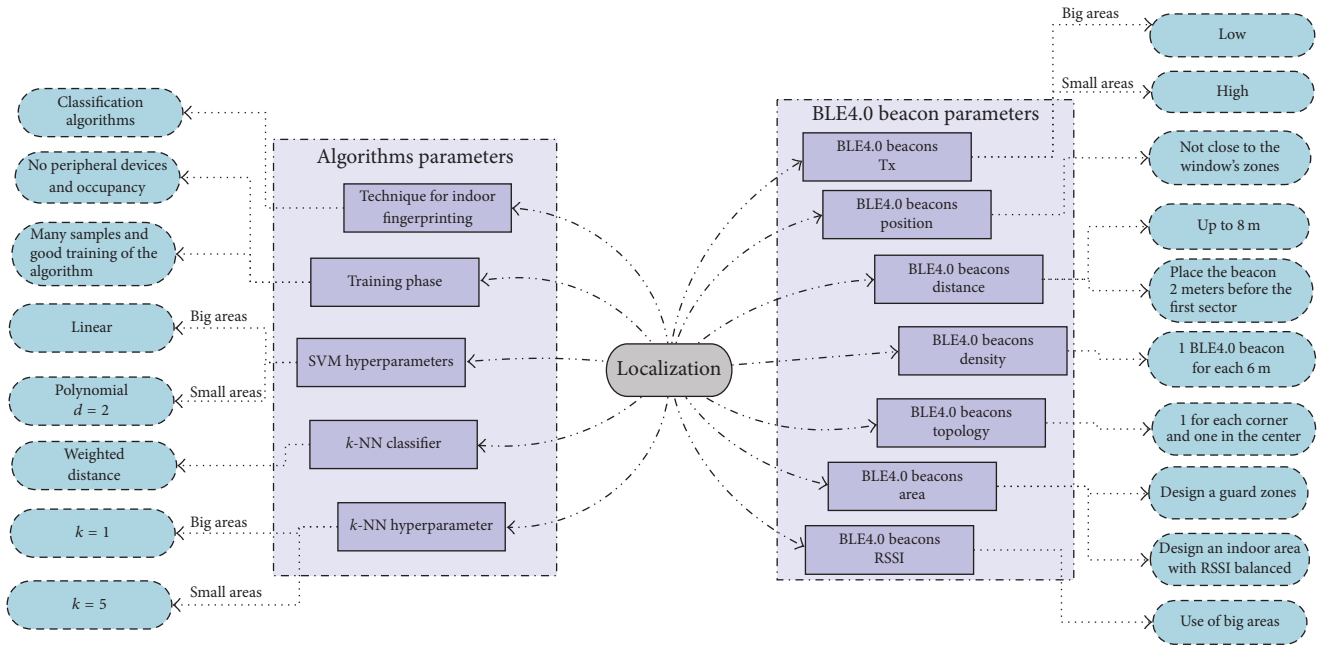 Classification
algorithms
No peripheral devices
and occupancy
Many samples and
good training of the
algorithm
Linear
Big areas
Polynomial
d = 2
Small areas
Weighted
distance
k = 1
Big areas
k = 5
Small areas
Algorithms parameters
Technique for indoor
fingerprinting
Training phase
SVM hyperparameters
k-NN classifier
k-NN hyperparameter
Localization
BLE4.0 beacon parameters
BLE4.0 beacons
Tx
BLE4.0 beacons
position
BLE4.0 beacons
distance
BLE4.0 beacons
density
BLE4.0 beacons
topology
BLE4.0 beacons
area
BLE4.0 beacons
RSSI
Big areas
Low
Small areas
High
Not close to the
window's zones
Up to 8 m
Place the beacon
2 meters before the
first sector
1 BLE4.0 beacon
for each 6 m
1 for each corner
and one in the center
Design a guard zones
Design an indoor area
with RSSI balanced
Use of big areas